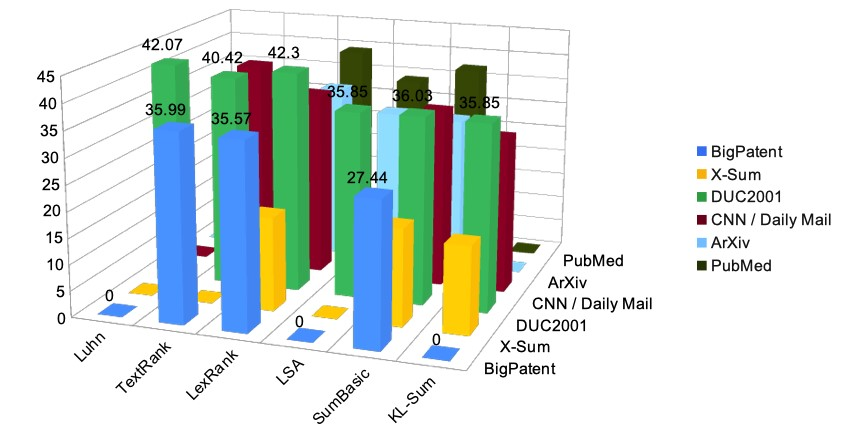 42.07
40.42
42.3
45
40
35
30
25
20
15
10
5
0
35.99
35.57
35.85
36.03
35.85
27.44
0
0
0
Luhn
TextRank
LexRank
LSA
SumBasic
KL-Sum
PubMed
ArXiv
CNN / Daily Mail
DUC2001
X-Sum
BigPatent
BigPatent
X-Sum
DUC2001
CNN / Daily Mail
ArXiv
PubMed